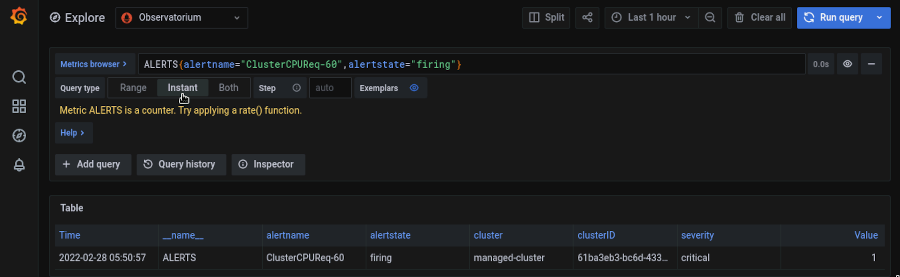 Explore Observatorium Split Last 1 hour Clear all Run query
Metrics browser > ALERTS{alertname="ClusterCPUReq-60",alertstate="firing"} 0.0s
Query type Range Instant Both Step auto Exemplars
Metric ALERTS is a counter. Try applying a rate() function.
Help >
+ Add query Query history Inspector
Table
Time __name__ alertname alertstate cluster clusterID severity Value
2022-02-28 05:50:57 ALERTS ClusterCPUReq-60 firing managed-cluster 61ba3eb3-bc6d-433... critical 1